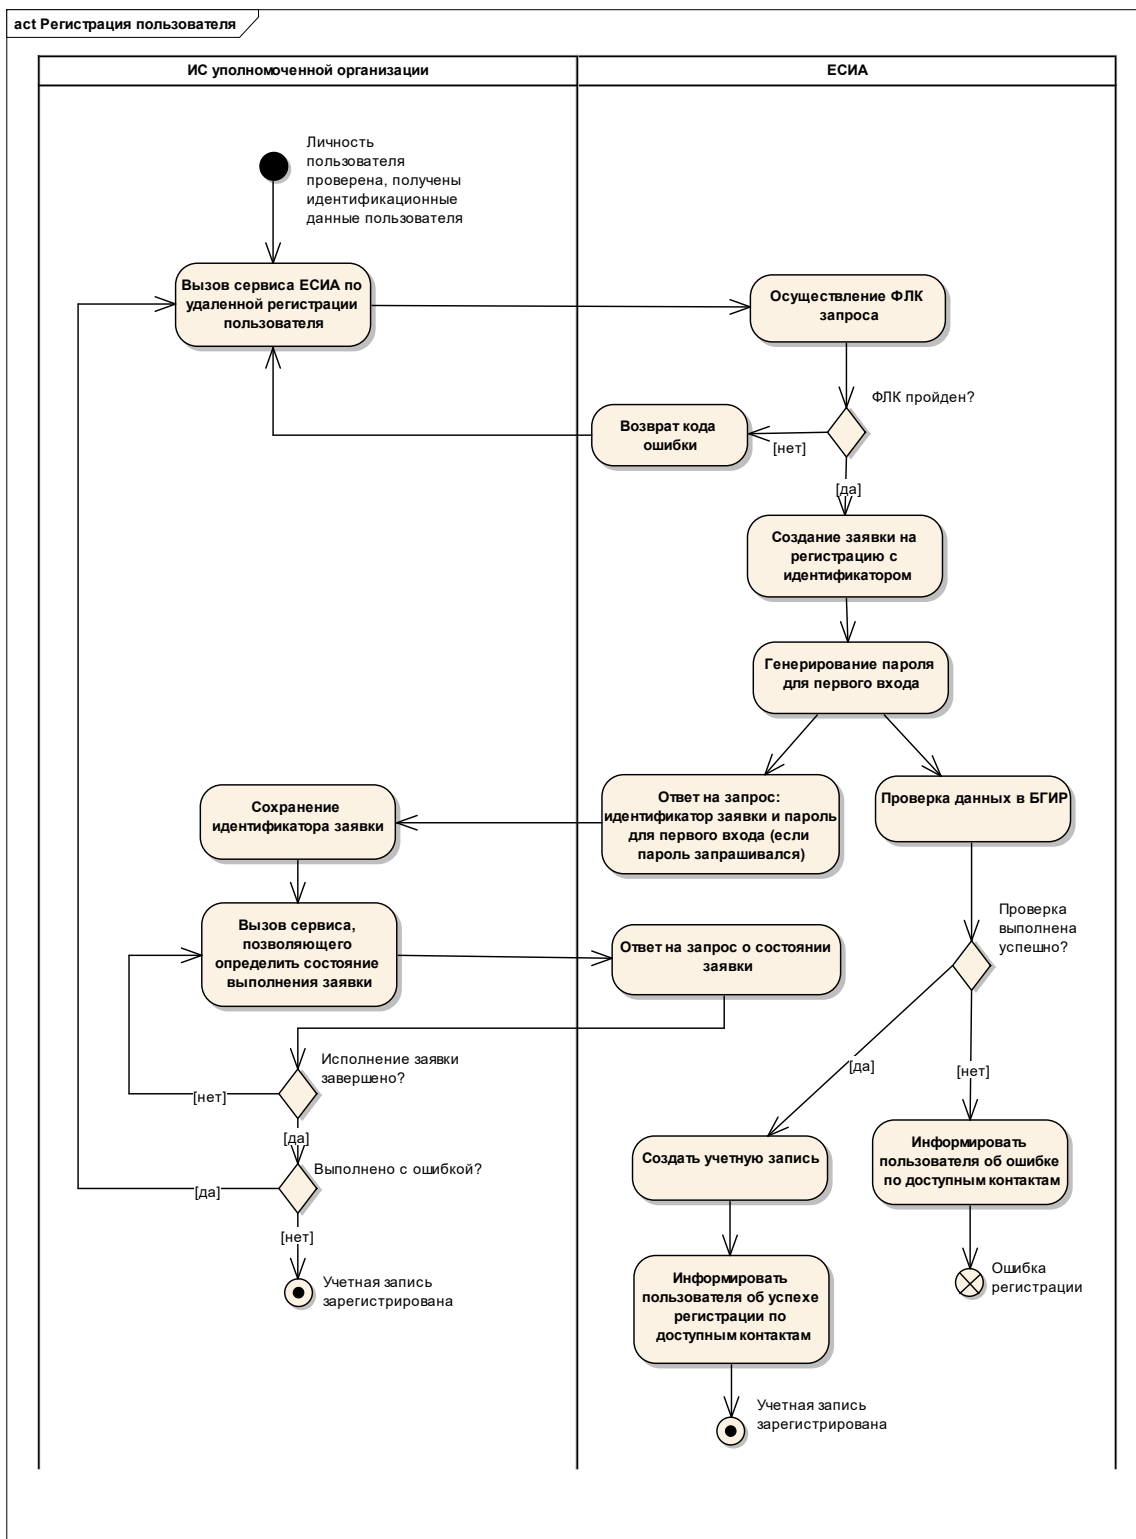 act Регистрация пользователя
ИС уполномоченной организации
ЕСИА
Личность
пользователя
проверена, получены
идентификационные
данные пользователя
Вызов сервиса ЕСИА по
удаленной регистрации
пользователя
Осуществление ФЛК
запроса
ФЛК пройден?
Возврат кода
ошибки
[нет]
[да]
Создание заявки на
регистрацию с
идентификатором
Генерирование пароля
для первого входа
Ответ на запрос:
идентификатор заявки и пароль
для первого входа (если
пароль запрашивался)
Проверка данных в БГИР
Сохранение
идентификатора заявки
Проверка
выполнена
успешно?
Вызов сервиса,
позволяющего
определить состояние
выполнения заявки
Ответ на запрос о состоянии
заявки
Исполнение заявки
завершено?
[нет]
[да]
[да]
[нет]
Выполнено с ошибкой?
[да]
[нет]
Создать учетную запись
Информировать
пользователя об ошибке
по доступным контактам
Учетная запись
зарегистрирована
Информировать
пользователя об успехе
регистрации по
доступным контактам
Ошибка
регистрации
Учетная запись
зарегистрирована